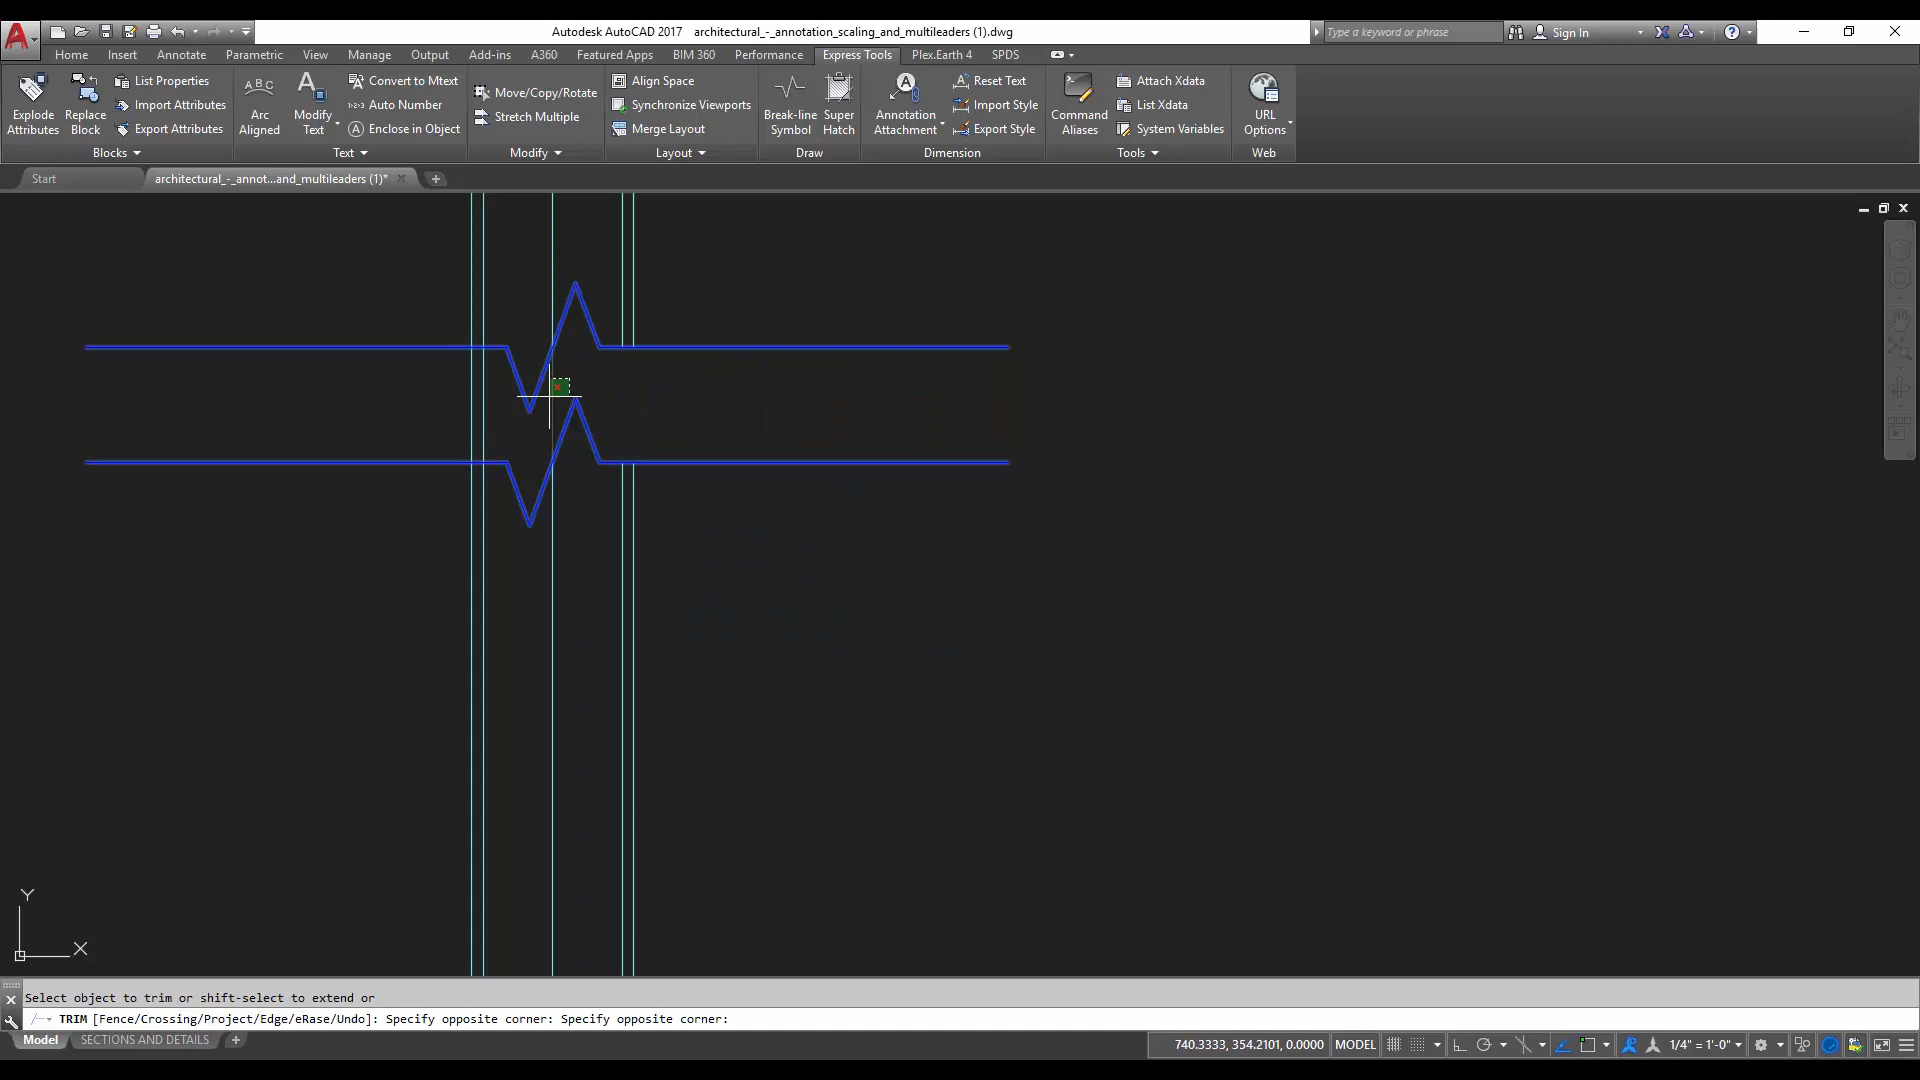 Autodesk AutoCAD 2017 architectural_-_annotation_scaling_and_multileaders (1).dwg
Type a keyword or phrase
Sign In
Home Insert Annotate Parametric View Manage Output Add-ins A360 Featured Apps BIM 360 Performance Express Tools Plex.Earth 4 SPDS
Explode Attributes
Replace Block
List Properties
Import Attributes
Export Attributes
Blocks
ABC
Arc Aligned
A
Modify Text
Convert to Mtext
Auto Number
Enclose in Object
Text
Move/Copy/Rotate
Stretch Multiple
Modify
Align Space
Synchronize Viewports
Merge Layout
Layout
Break-line Symbol
Super Hatch
Draw
Annotation Attachment
Reset Text
Import Style
Export Style
Dimension
Command Aliases
Attach Xdata
List Xdata
System Variables
Tools
URL Options
Web
Start
architectural_-_annot...and_multileaders (1)*
Y
X
Select object to trim or shift-select to extend or
TRIM [Fence/Crossing/Project/Edge/eRase/Undo]: Specify opposite corner: Specify opposite corner:
Model SECTIONS AND DETAILS
740.3333, 354.2101, 0.0000 MODEL 1/4" = 1'-0"